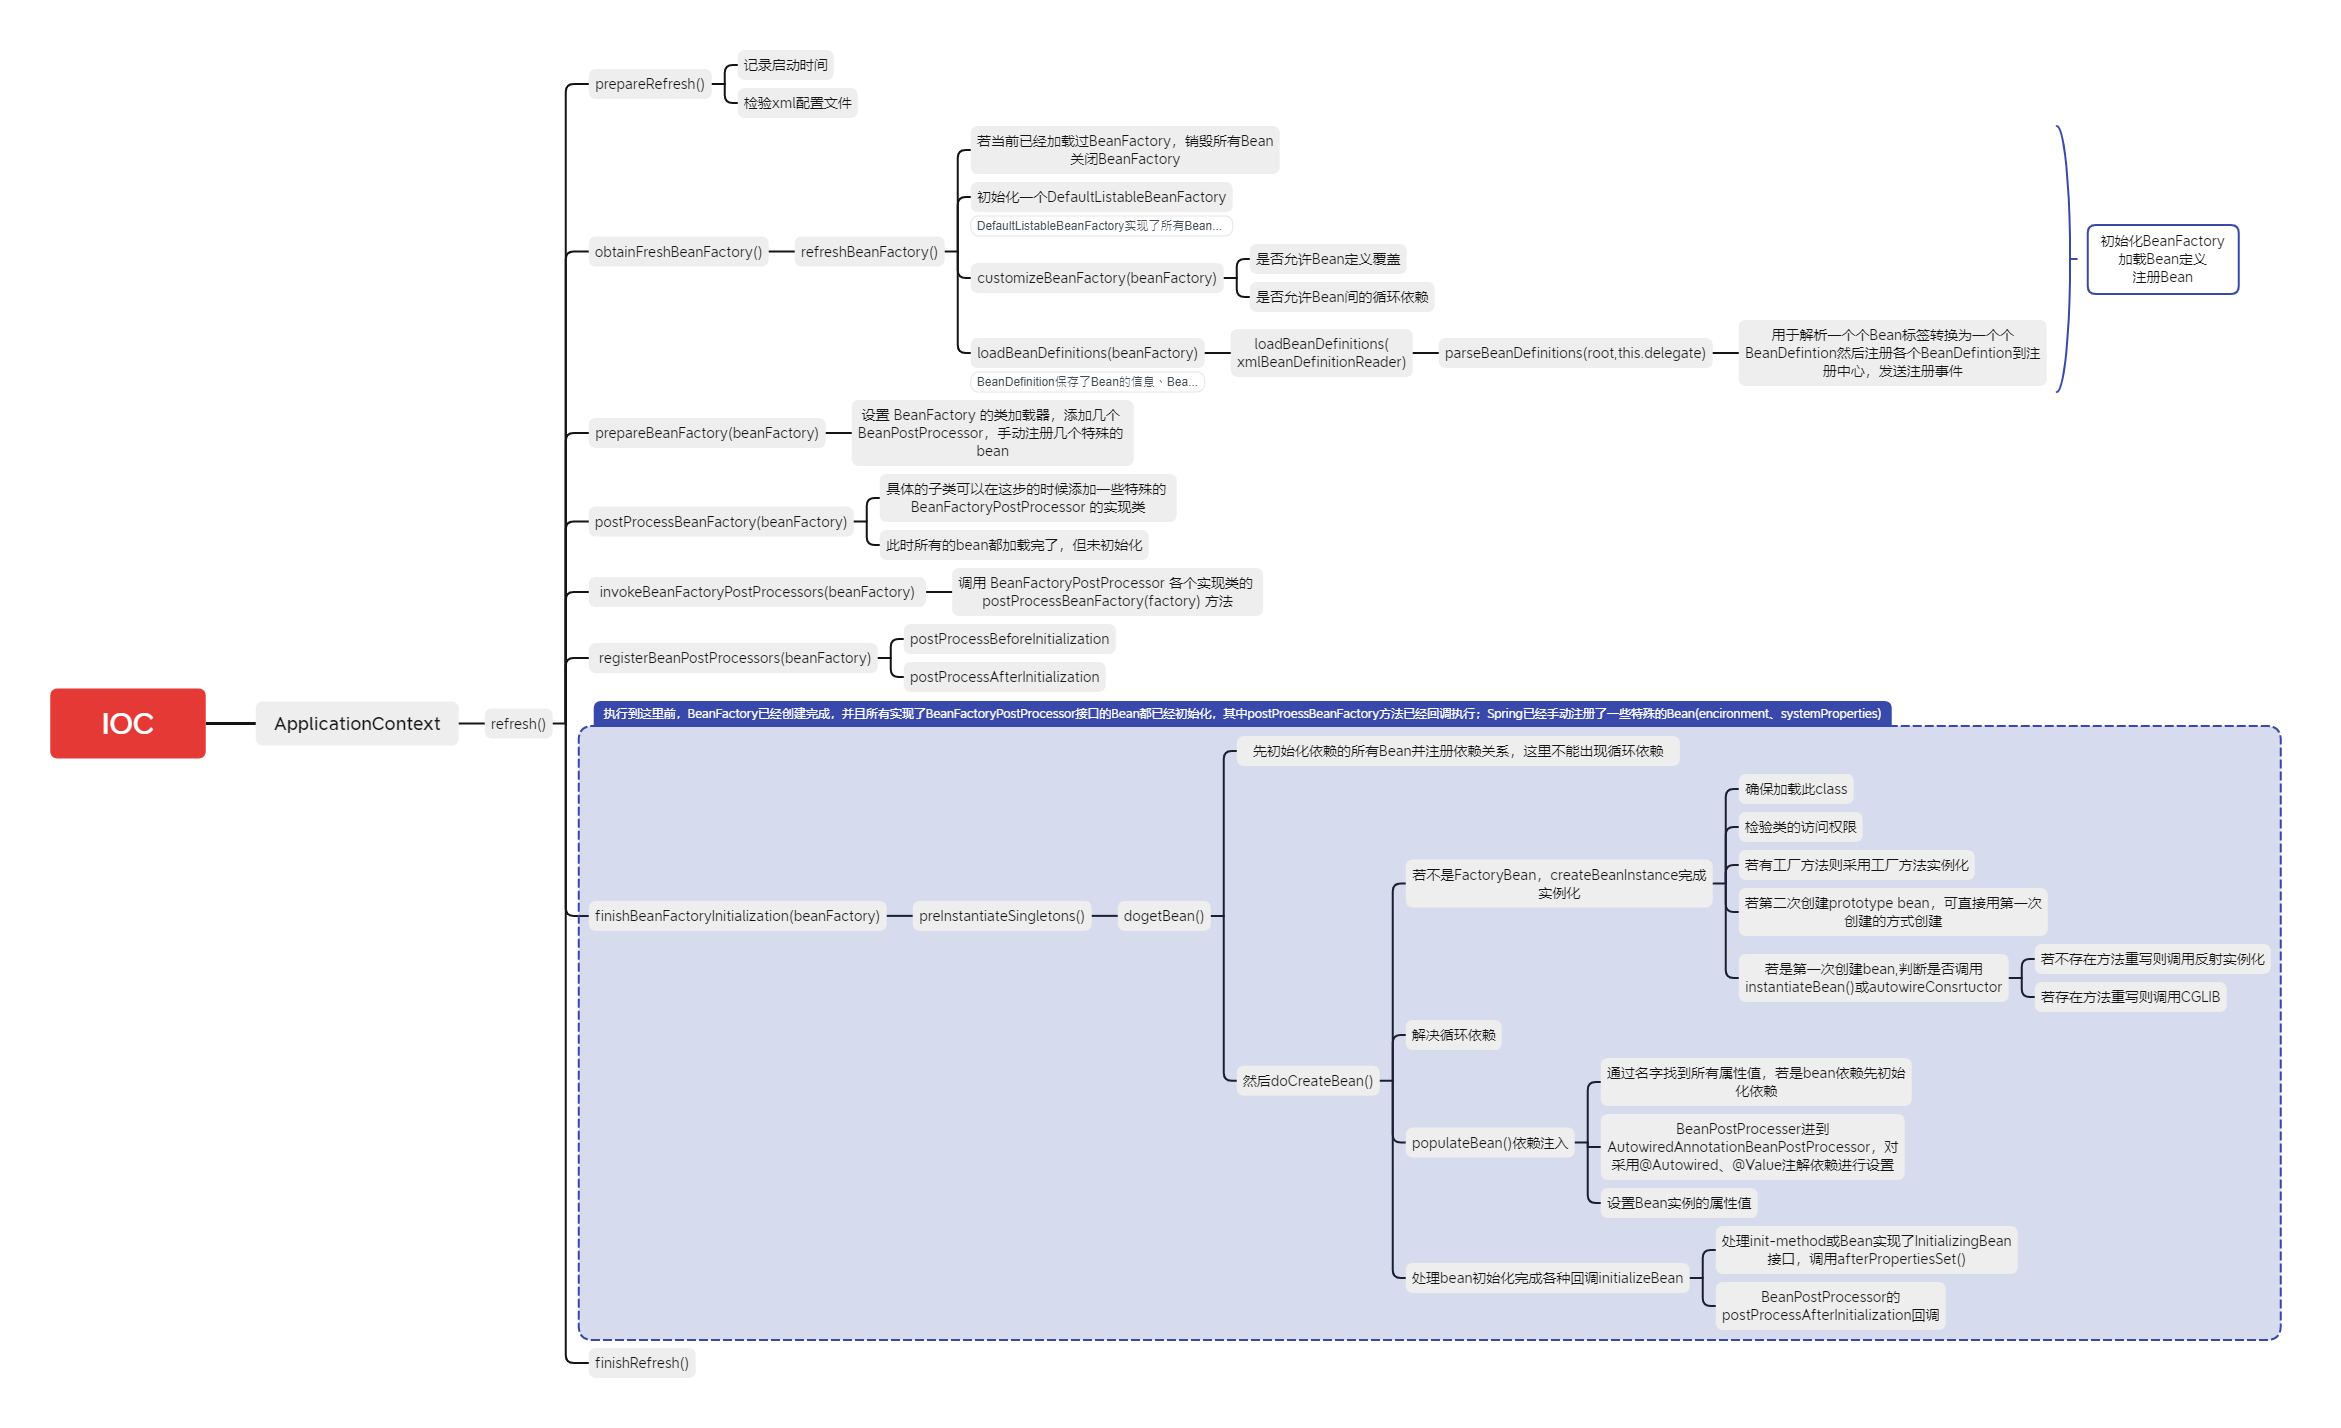 IOC
ApplicationContext
refresh()
prepareRefresh()
记录启动时间
检验xml配置文件
obtainFreshBeanFactory()
refreshBeanFactory()
若当前已经加载过BeanFactory，销毁所有Bean
关闭BeanFactory
初始化一个DefaultListableBeanFactory
DefaultListableBeanFactory实现了所有Bean...
customizeBeanFactory(beanFactory)
是否允许Bean定义覆盖
是否允许Bean间的循环依赖
loadBeanDefinitions(beanFactory)
BeanDefinition保存了Bean的信息、Bea...
loadBeanDefinitions(
xmlBeanDefinitionReader)
parseBeanDefinitions(root,this.delegate)
用于解析一个个Bean标签转换为一个个
BeanDefintion然后注册各个BeanDefintion到注
册中心，发送注册事件
初始化BeanFactory
加载Bean定义
注册Bean
prepareBeanFactory(beanFactory)
设置 BeanFactory 的类加载器，添加几个
BeanPostProcessor，手动注册几个特殊的
bean
postProcessBeanFactory(beanFactory)
具体的子类可以在这步的时候添加一些特殊的
BeanFactoryPostProcessor 的实现类
此时所有的bean都加载完了，但未初始化
invokeBeanFactoryPostProcessors(beanFactory)
调用 BeanFactoryPostProcessor 各个实现类的
postProcessBeanFactory(factory) 方法
registerBeanPostProcessors(beanFactory)
postProcessBeforeInitialization
postProcessAfterInitialization
执行到这里前，BeanFactory已经创建完成，并且所有实现了BeanFactoryPostProcessor接口的Bean都已经初始化，其中postProessBeanFactory方法已经回调执行；Spring已经手动注册了一些特殊的Bean(encironment、systemProperties)
finishBeanFactoryInitialization(beanFactory)
preInstantiateSingletons()
dogetBean()
先初始化依赖的所有Bean并注册依赖关系，这里不能出现循环依赖
然后doCreateBean()
若不是FactoryBean，createBeanInstance完成
实例化
确保加载此class
检验类的访问权限
若有工厂方法则采用工厂方法实例化
若第二次创建prototype bean，可直接用第一次
创建的方式创建
若是第一次创建bean,判断是否调用
instantiateBean()或autowireConsrtuctor
若不存在方法重写则调用反射实例化
若存在方法重写则调用CGLIB
解决循环依赖
populateBean()依赖注入
通过名字找到所有属性值，若是bean依赖先初始
化依赖
BeanPostProcesser进到
AutowiredAnnotationBeanPostProcessor，对
采用@Autowired、@Value注解依赖进行设置
设置Bean实例的属性值
处理bean初始化完成各种回调initializeBean
处理init-method或Bean实现了InitializingBean
接口，调用afterPropertiesSet()
BeanPostProcessor的
postProcessAfterInitialization回调
finishRefresh()